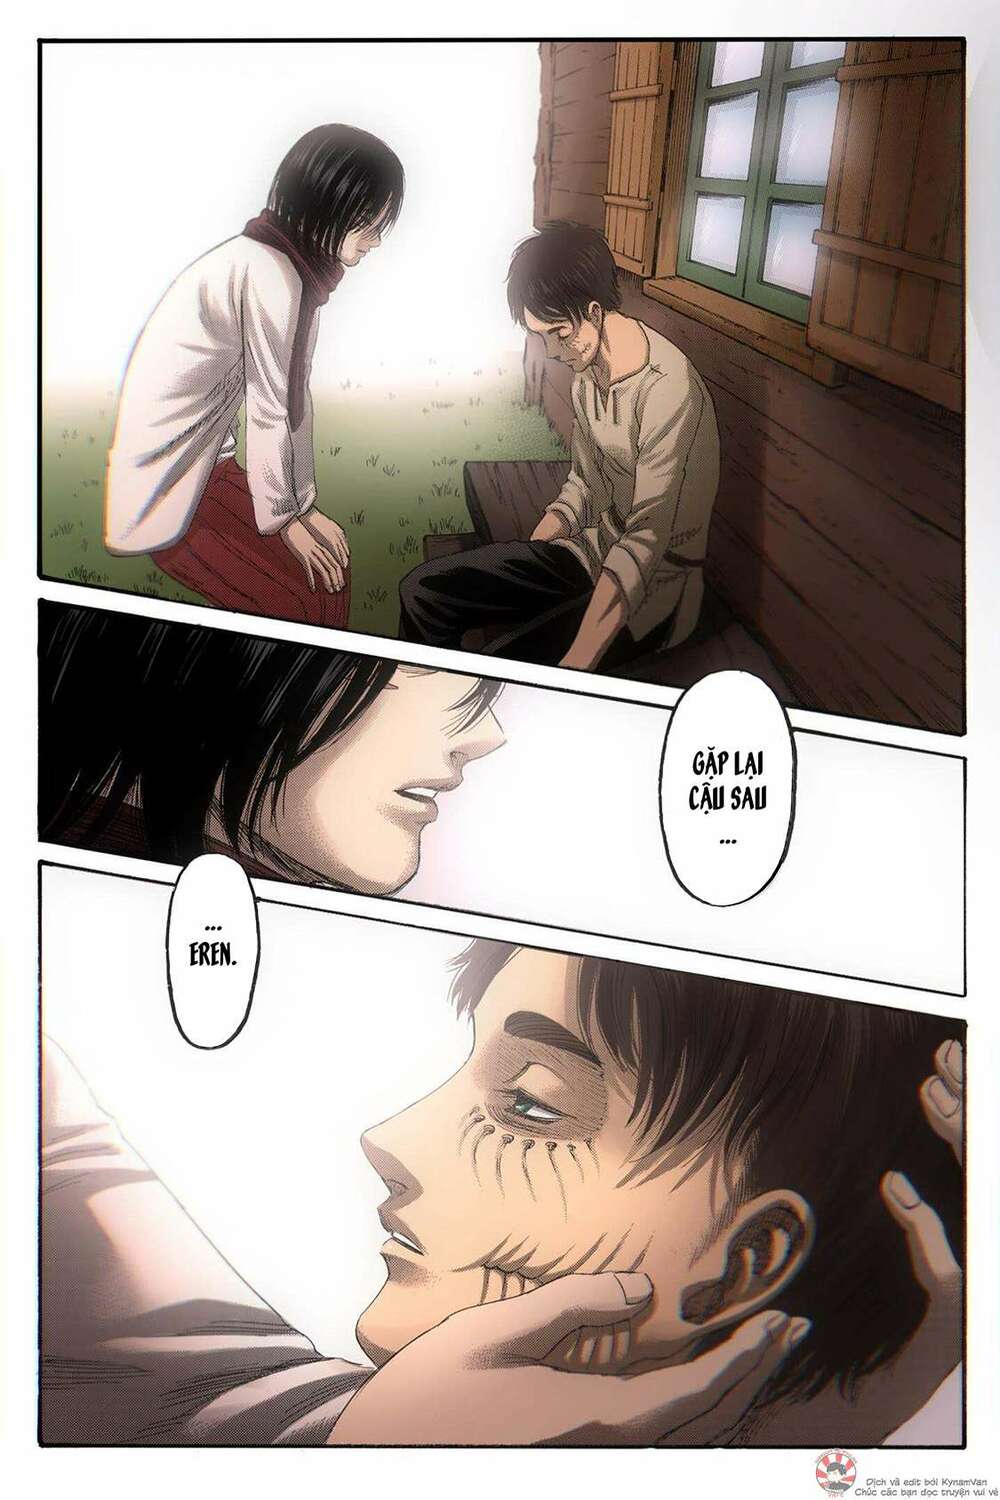 GẶP LẠI
CẬU SAU
...
...
EREN.
Dịch và edit bởi KynamVan
Chúc các bạn đọc truyện vui vẻ